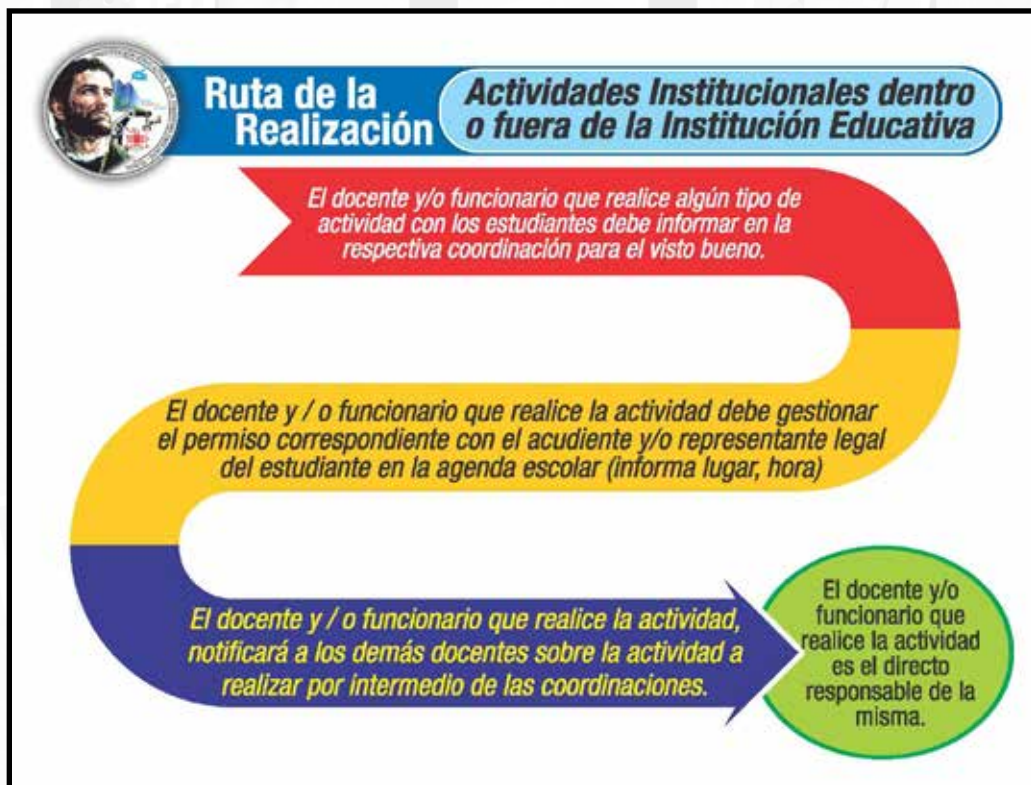 Ruta de la
Realización
Actividades Institucionales dentro
o fuera de la Institución Educativa
El docente y/o funcionario que realice algún tipo de
actividad con los estudiantes debe informar en la
respectiva coordinación para el visto bueno.
El docente y / o funcionario que realice la actividad debe gestionar
el permiso correspondiente con el acudiente y/o representante legal
del estudiante en la agenda escolar (informa lugar, hora)
El docente y / o funcionario que realice la actividad,
notificará a los demás docentes sobre la actividad a
realizar por intermedio de las coordinaciones.
El docente y/o
funcionario que
realice la actividad
es el directo
responsable de la
misma.